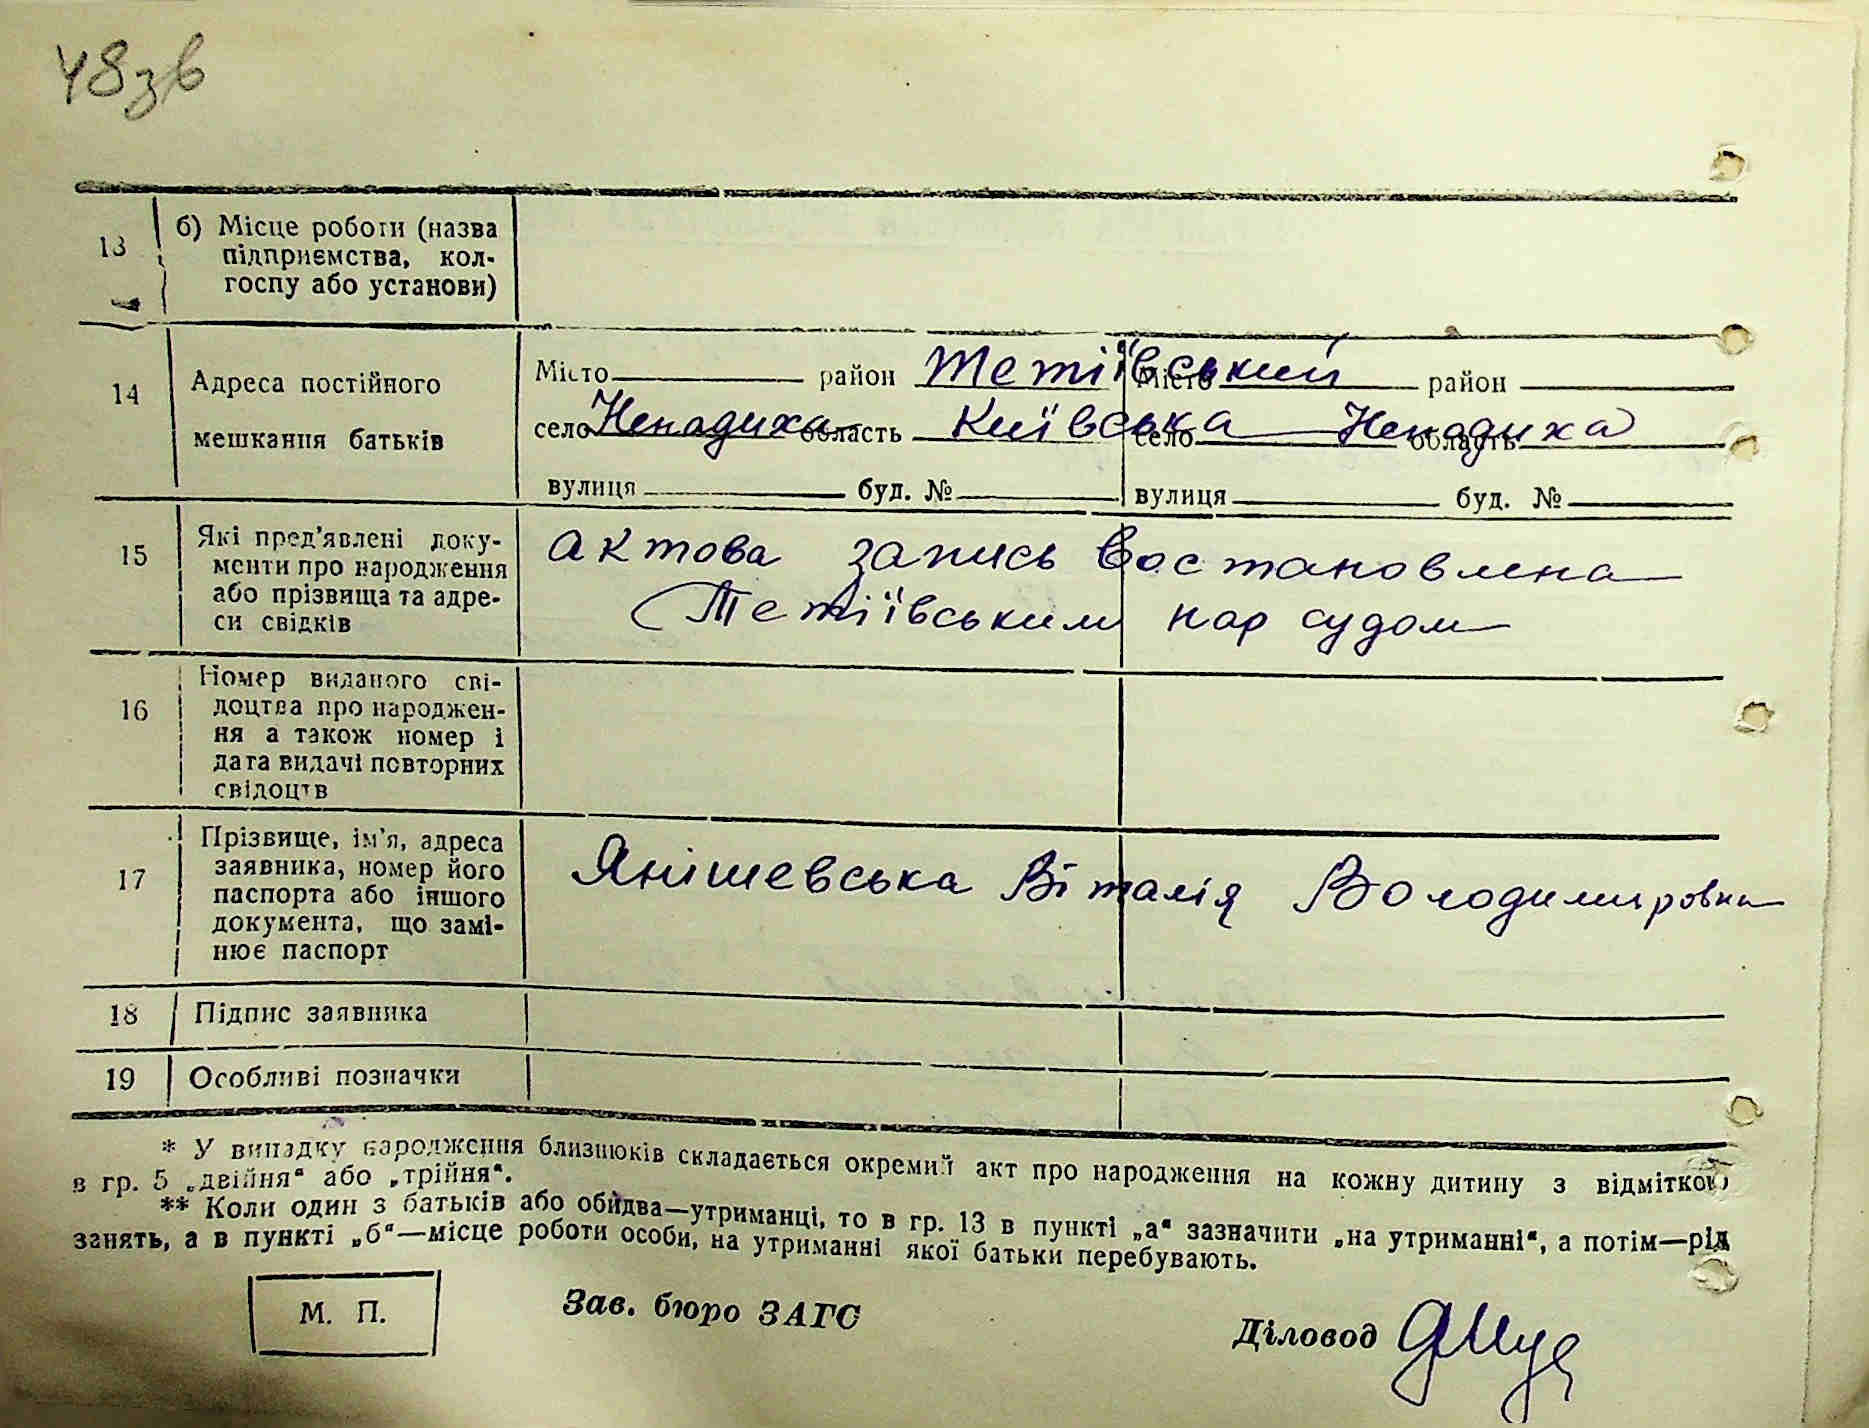 48зв
13 б) Місце роботи (назва
підприємства, кол-
госпу або установи)
14 Адреса постійного
мешкання батьків
Місто район Тетіївський Місто район
село Ненадиха область Київська село Ненадиха область
вулиця буд. № вулиця буд. №
15 Які пред'явлені доку-
менти про народження
або прізвища та адре-
си свідків
актова запись востановлена
Тетіївським нар судом
16 Номер виданого сві-
доцтва про народжен-
ня а також номер і
дата видачі повторних
свідоцтв
17 Прізвище, ім'я, адреса
заявника, номер його
паспорта або іншого
документа, що замі-
нює паспорт
Янішевська Віталія Володимировна
18 Підпис заявника
19 Особливі позначки
* У випадку народження близнюків складається окремий акт про народження на кожну дитину з відміткою
в гр. 5 „двійня“ або „трійня“.
** Коли один з батьків або обидва—утриманці, то в гр. 13 в пункті „а“ зазначити „на утриманні“, а потім—рід
занять, а в пункті „б“—місце роботи особи, на утриманні якої батьки перебувають.
М. П.
Зав. бюро ЗАГС
Діловод